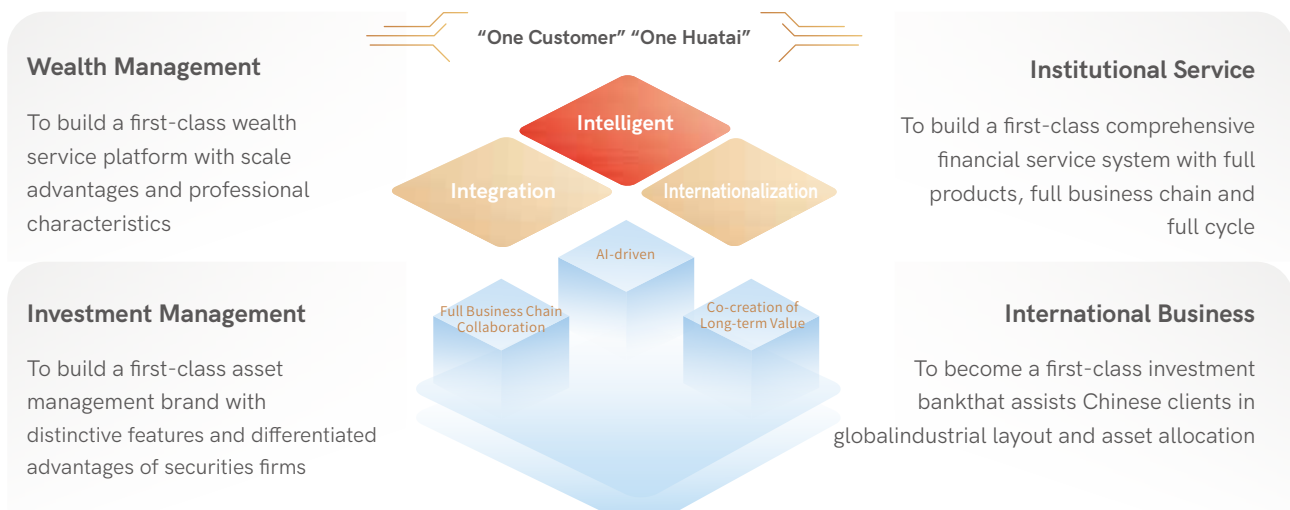 “One Customer” “One Huatai”
Wealth Management
To build a first-class wealth
service platform with scale
advantages and professional
characteristics
Intelligent
Integration
Internationalization
Institutional Service
To build a first-class comprehensive
financial service system with full
products, full business chain and
full cycle
AI-driven
Full Business Chain
Collaboration
Co-creation of
Long-term Value
Investment Management
To build a first-class asset
management brand with
distinctive features and differentiated
advantages of securities firms
International Business
To become a first-class investment
bankthat assists Chinese clients in
globalindustrial layout and asset allocation